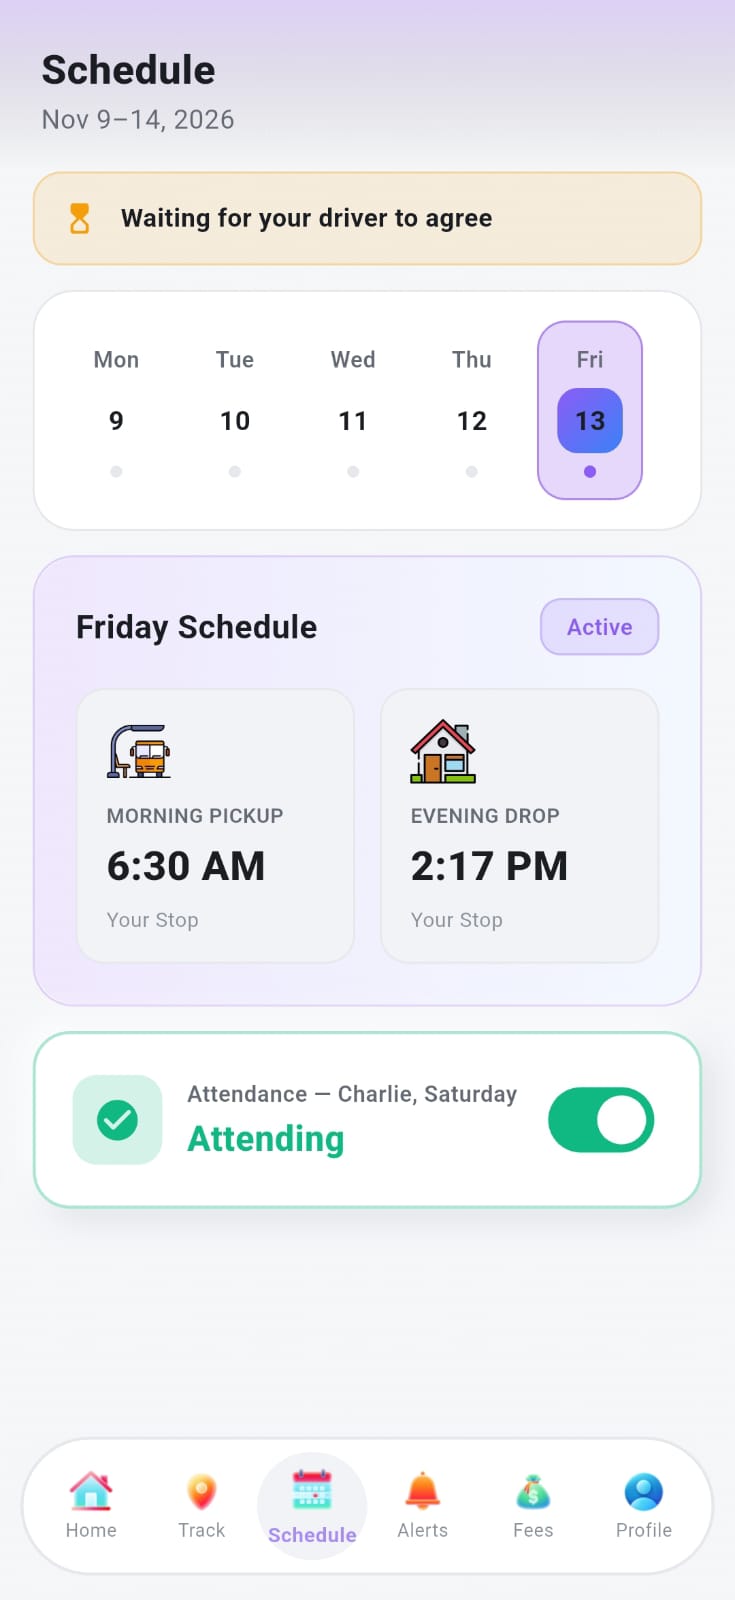 Schedule
Nov 9–14, 2026
Waiting for your driver to agree
Mon Tue Wed Thu Fri
9 10 11 12 13
Friday Schedule
Active
MORNING PICKUP
6:30 AM
Your Stop
EVENING DROP
2:17 PM
Your Stop
Attendance — Charlie, Saturday
Attending
Home Track Schedule Alerts Fees Profile